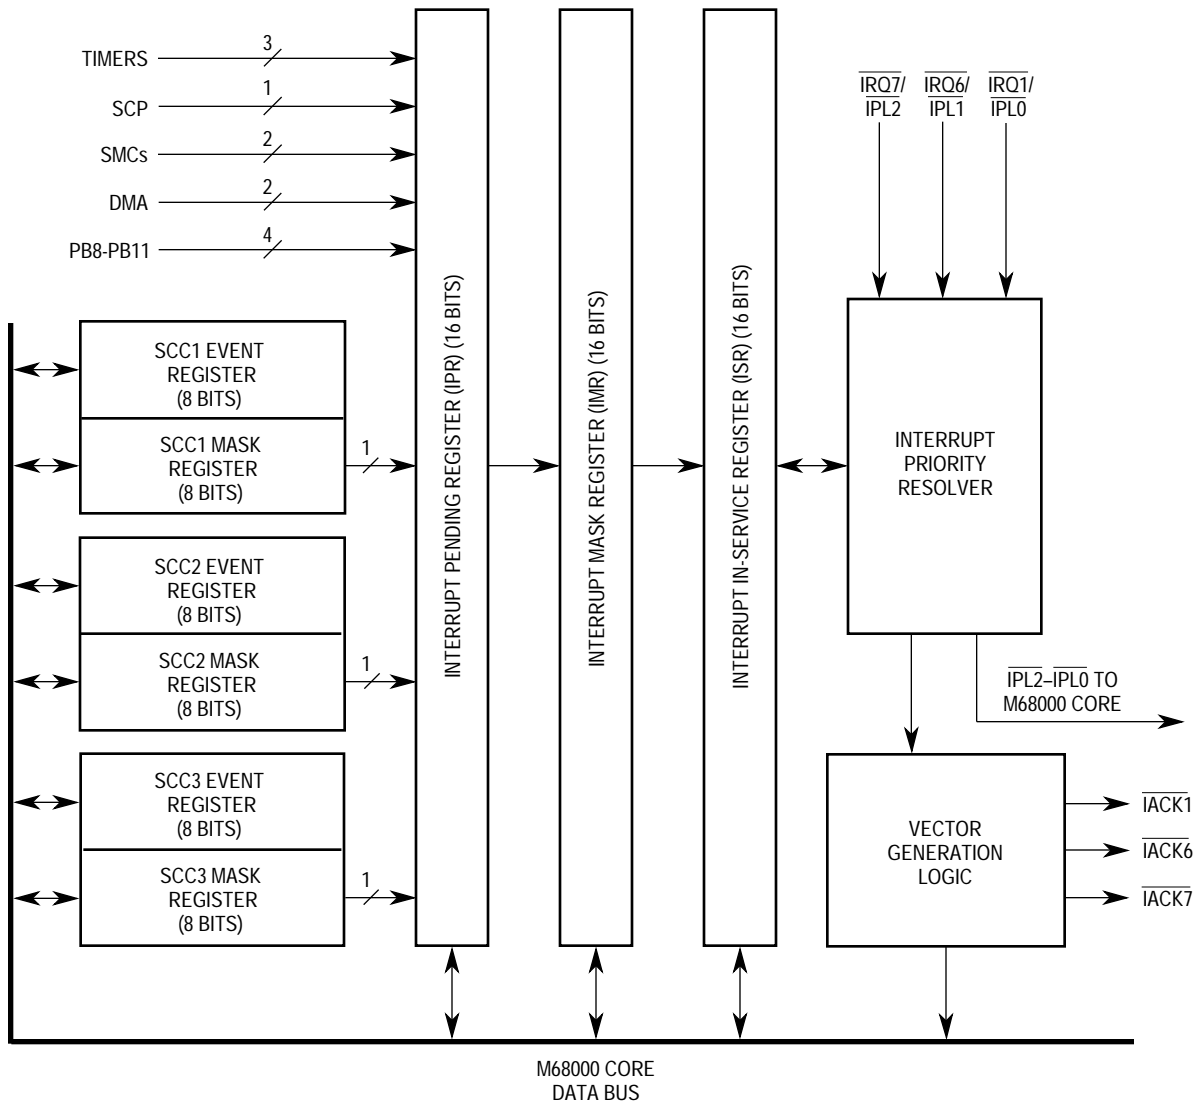 TIMERS
3
SCP
1
SMCs
2
DMA
2
PB8-PB11
4
IRQ7/
IPL2
IRQ6/
IPL1
IRQ1/
IPL0
SCC1 EVENT
REGISTER
(8 BITS)
SCC1 MASK
REGISTER
(8 BITS)
1
SCC2 EVENT
REGISTER
(8 BITS)
SCC2 MASK
REGISTER
(8 BITS)
1
SCC3 EVENT
REGISTER
(8 BITS)
SCC3 MASK
REGISTER
(8 BITS)
1
INTERRUPT PENDING REGISTER (IPR) (16 BITS)
INTERRUPT MASK REGISTER (IMR) (16 BITS)
INTERRUPT IN-SERVICE REGISTER (ISR) (16 BITS)
INTERRUPT
PRIORITY
RESOLVER
IPL2–IPL0 TO
M68000 CORE
VECTOR
GENERATION
LOGIC
IACK1
IACK6
IACK7
M68000 CORE
DATA BUS